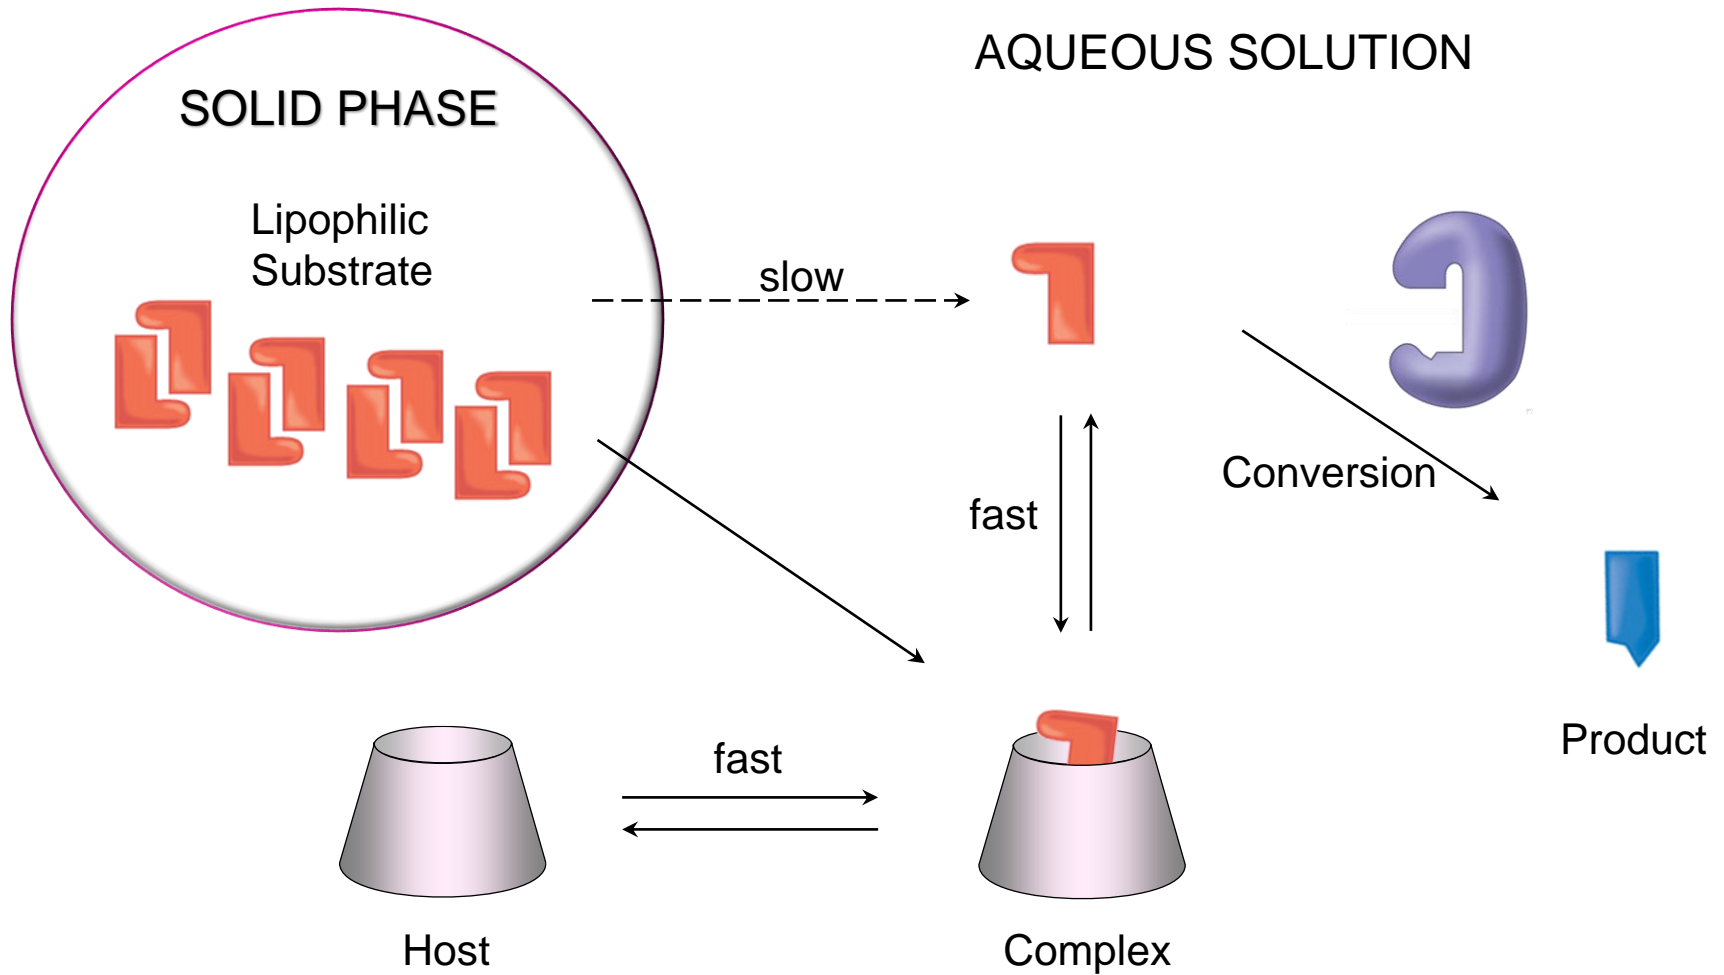 AQUEOUS SOLUTION
SOLID PHASE
Lipophilic
Substrate
slow
Conversion
fast
Product
fast
Host
Complex